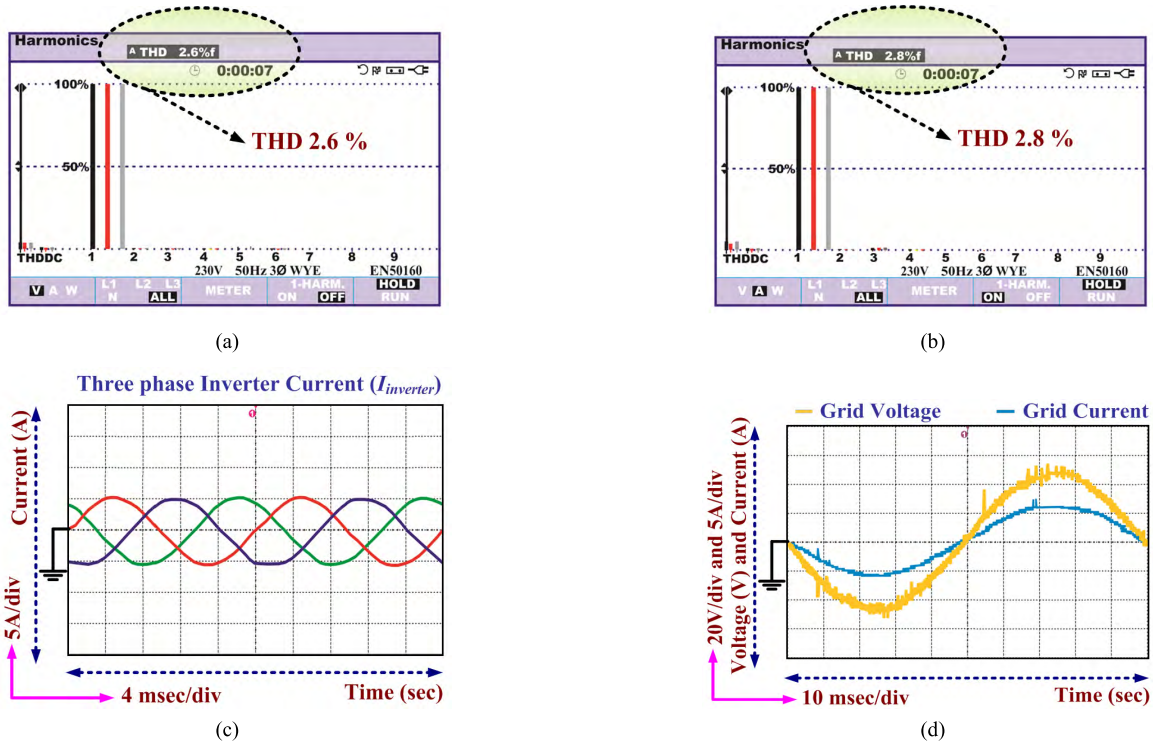 Harmonics
A THD 2.6%f
0:00:07
100%
THD 2.6 %
50%
THDDC 1 2 3 4 5 6 7 8 9
230V 50Hz 3Ø WYE EN50160
V A W L1 L2 L3 N ALL METER 1-HARM. ON OFF HOLD RUN
(a)
Harmonics
A THD 2.8%f
0:00:07
100%
THD 2.8 %
50%
THDDC 1 2 3 4 5 6 7 8 9
230V 50Hz 3Ø WYE EN50160
V A W L1 L2 L3 N ALL METER 1-HARM. ON OFF HOLD RUN
(b)
Three phase Inverter Current (Iinverter)
Current (A)
5A/div
4 msec/div
Time (sec)
(c)
Grid Voltage
Grid Current
20V/div and 5A/div
Voltage (V) and Current (A)
10 msec/div
Time (sec)
(d)